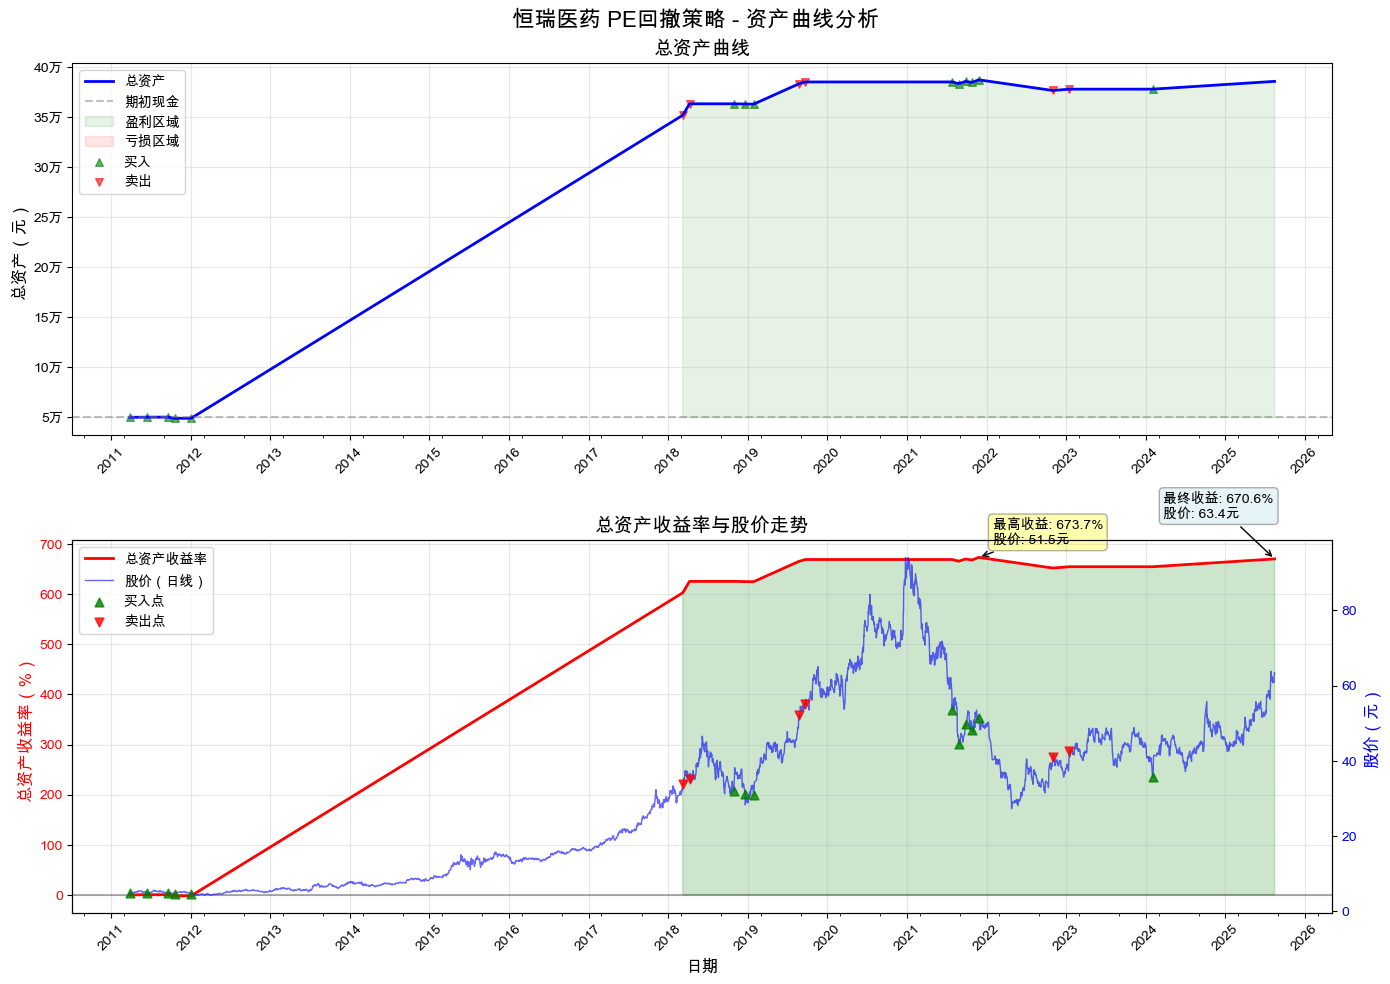 恒瑞医药 PE回撤策略 - 资产曲线分析
总资产曲线
总资产
期初现金
盈利区域
亏损区域
买入
卖出
总资产（元）
40万
35万
30万
25万
20万
15万
10万
5万
2011
2012
2013
2014
2015
2016
2017
2018
2019
2020
2021
2022
2023
2024
2025
2026
总资产收益率与股价走势
最高收益: 673.7%
股价: 51.5元
最终收益: 670.6%
股价: 63.4元
总资产收益率
股价（日线）
买入点
卖出点
总资产收益率（%）
700
600
500
400
300
200
100
0
股价（元）
80
60
40
20
0
2011
2012
2013
2014
2015
2016
2017
2018
2019
2020
2021
2022
2023
2024
2025
2026
日期